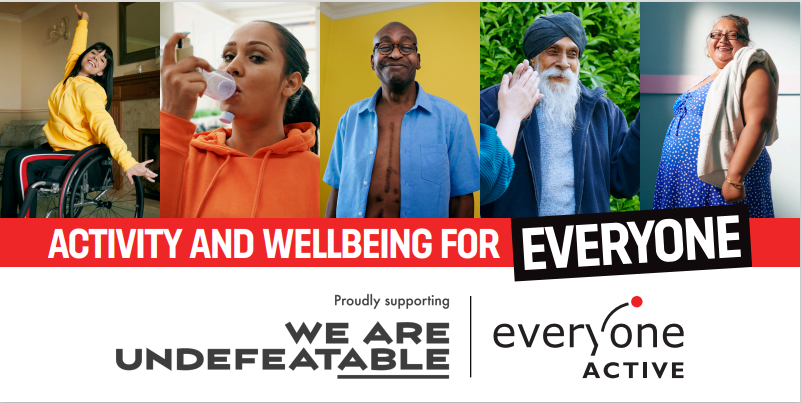 ACTIVITY AND WELLBEING FOR EVERYONE
Proudly supporting
WE ARE
UNDEFEATABLE
everyone
ACTIVE